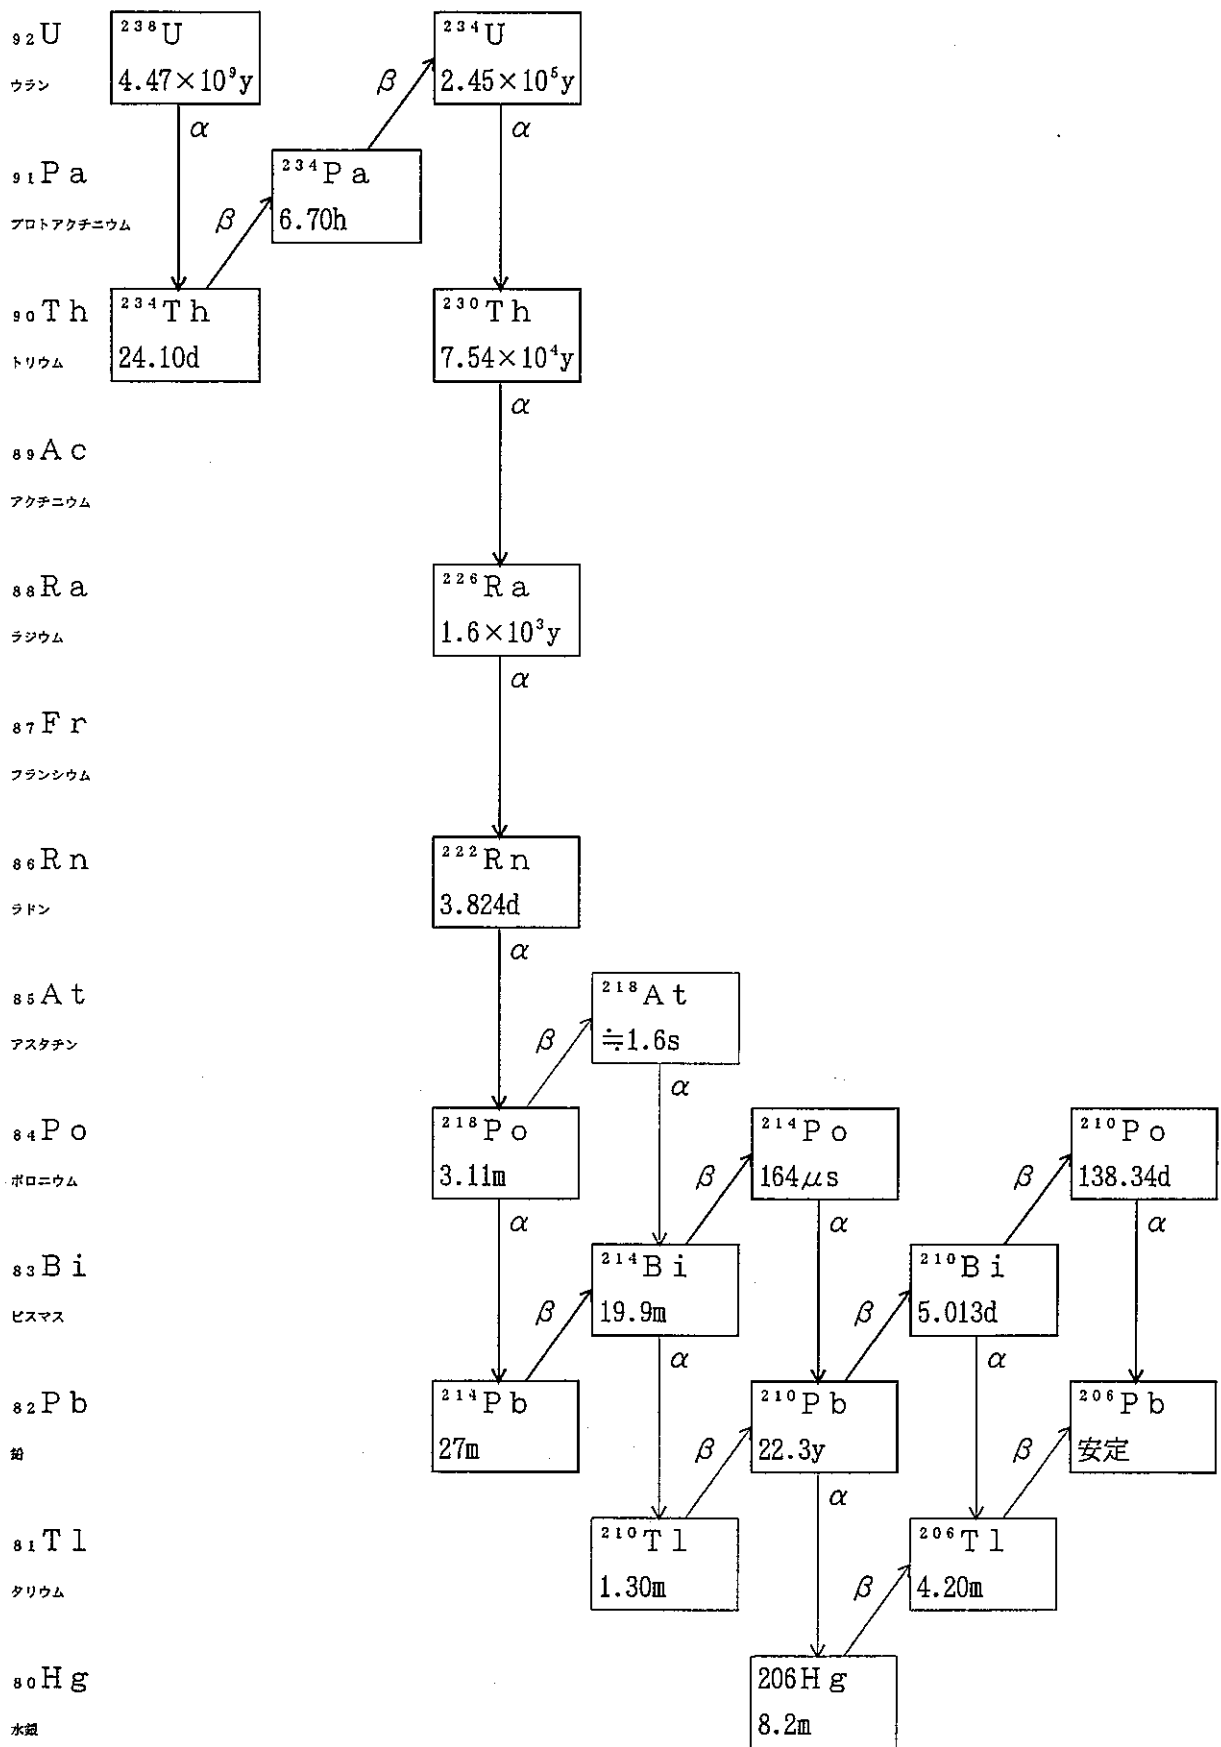 ₉₂U ²³⁸U ²³⁴U
ウラン 4.47×10⁹y β 2.45×10⁵y
α α
₉₁Pa ²³⁴Pa
プロトアクチニウム β 6.70h
₉₀Th ²³⁴Th ²³⁰Th
トリウム 24.10d 7.54×10⁴y
α
₈₉Ac
アクチニウム
₈₈Ra ²²⁶Ra
ラジウム 1.6×10³y
α
₈₇Fr
フランシウム
₈₆Rn ²²²Rn
ラドン 3.824d
α
₈₅At ²¹⁸At
アスタチン β ≒1.6s
α
₈₄Po ²¹⁸Po ²¹⁴Po ²¹⁰Po
ポロニウム 3.11m β 164μs β 138.34d
α α α
₈₃Bi ²¹⁴Bi ²¹⁰Bi
ビスマス β 19.9m β 5.013d
α α
₈₂Pb ²¹⁴Pb ²¹⁰Pb ²⁰⁶Pb
鉛 27m β 22.3y β 安定
α
₈₁Tl ²¹⁰Tl ²⁰⁶Tl
タリウム 1.30m β 4.20m
₈₀Hg 206Hg
水銀 8.2m